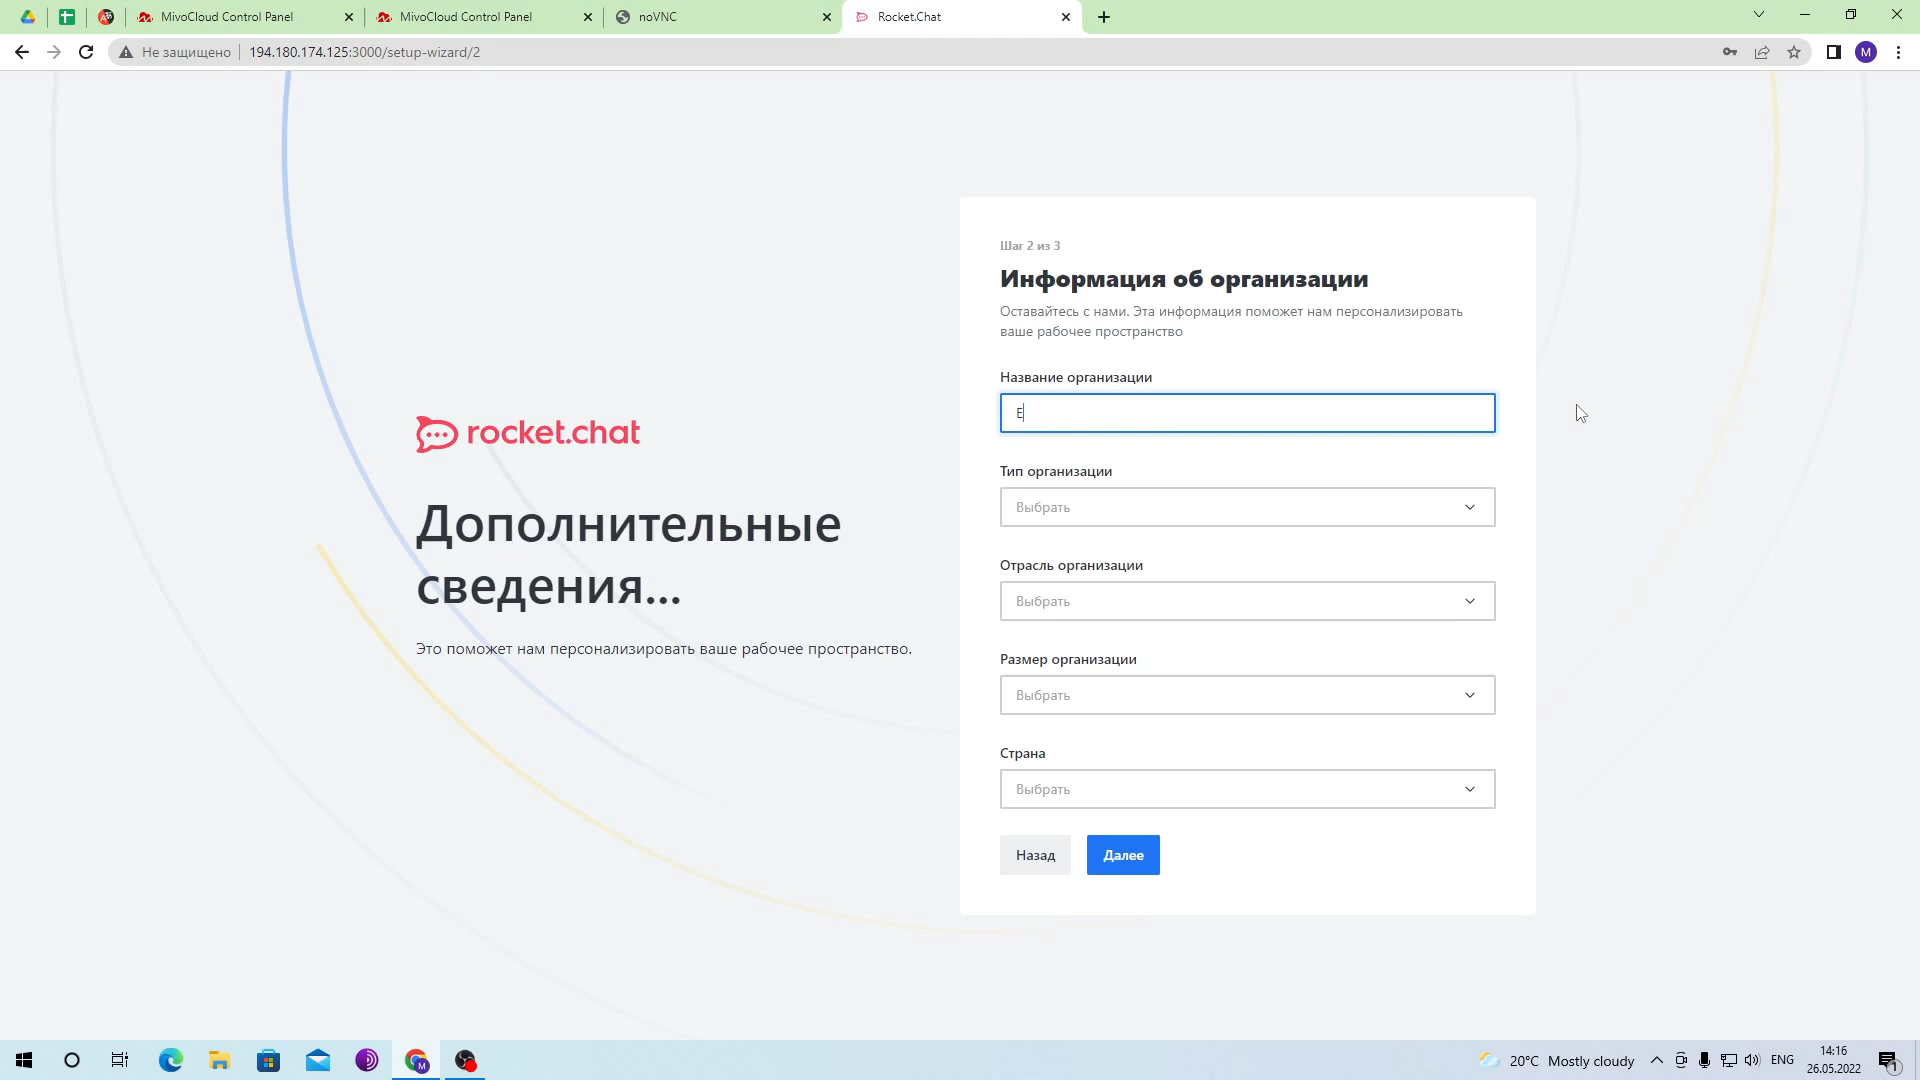 MivoCloud Control Panel
MivoCloud Control Panel
noVNC
Rocket.Chat
Не защищено
194.180.174.125:3000/setup-wizard/2
M
Шаг 2 из 3
Информация об организации
Оставайтесь с нами. Эта информация поможет нам персонализировать
ваше рабочее пространство
Название организации
E
Тип организации
Выбрать
Отрасль организации
Выбрать
Размер организации
Выбрать
Страна
Выбрать
Назад
Далее
rocket.chat
Дополнительные
сведения...
Это поможет нам персонализировать ваше рабочее пространство.
M
20°C Mostly cloudy
ENG
14:16
26.05.2022
1